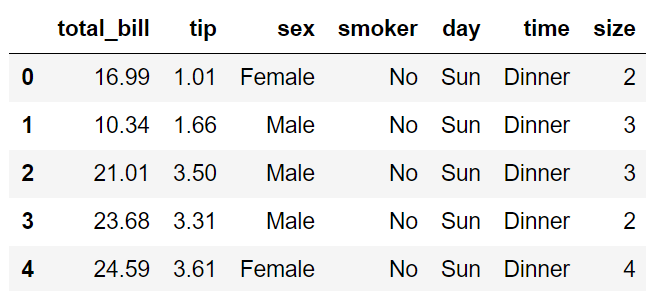 total_bill tip sex smoker day time size
0 16.99 1.01 Female No Sun Dinner 2
1 10.34 1.66 Male No Sun Dinner 3
2 21.01 3.50 Male No Sun Dinner 3
3 23.68 3.31 Male No Sun Dinner 2
4 24.59 3.61 Female No Sun Dinner 4